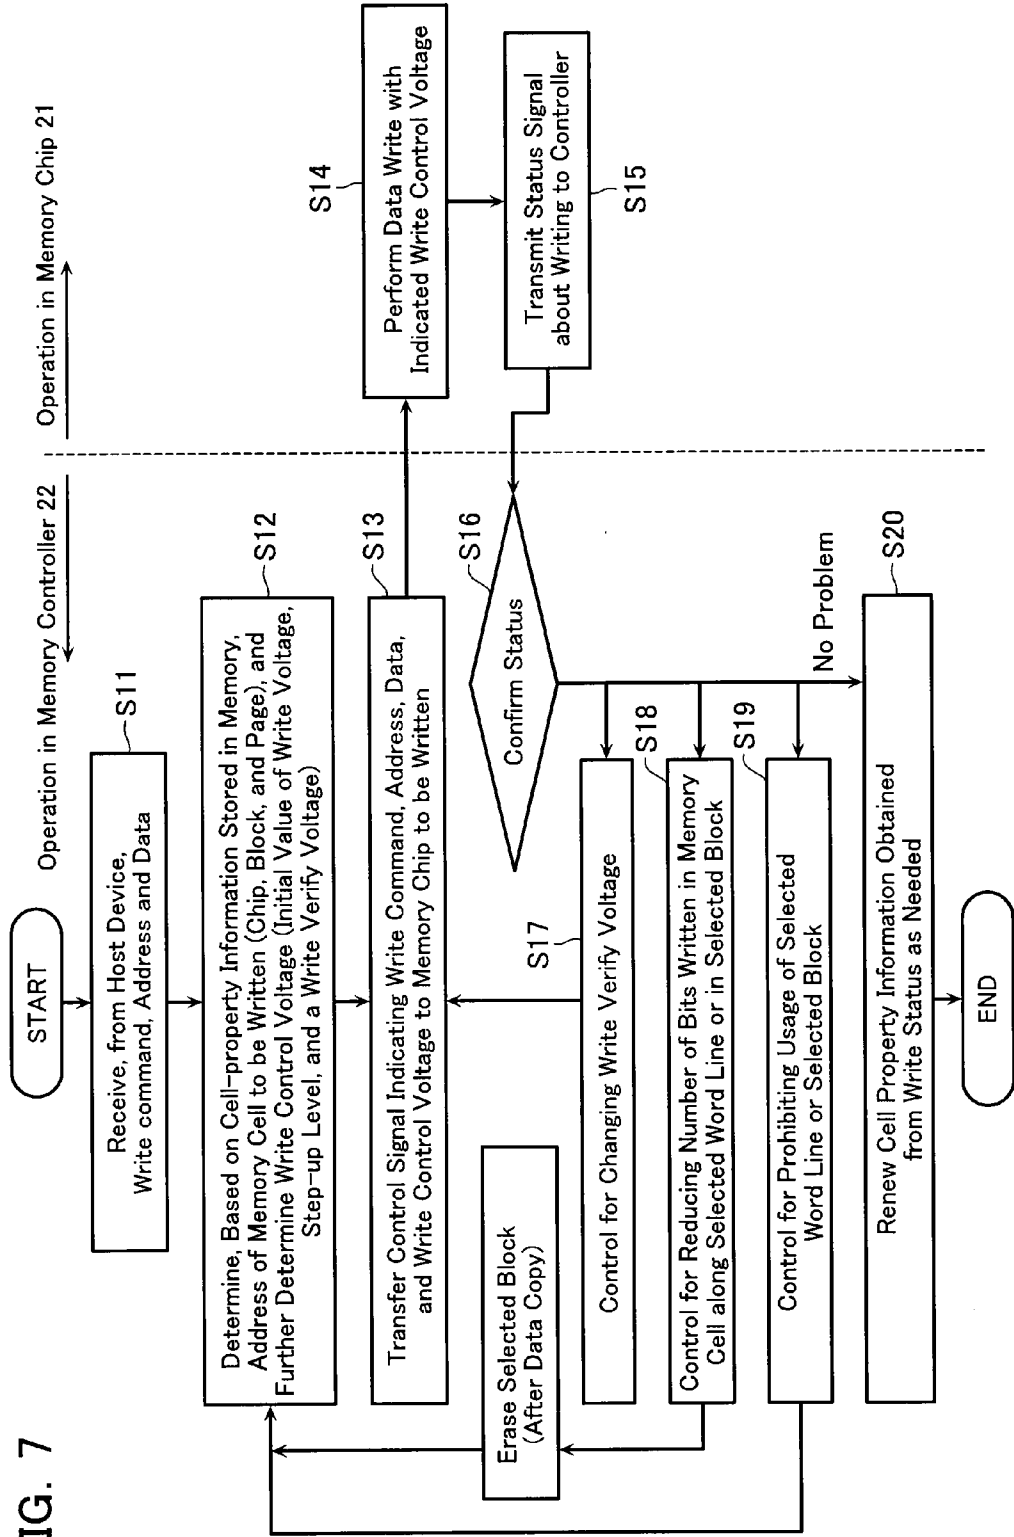 IG. 7
Operation in Memory Controller 22
Operation in Memory Chip 21
START
S11
Receive, from Host Device,
Write command, Address and Data
S12
Determine, Based on Cell-property Information Stored in Memory,
Address of Memory Cell to be Written (Chip, Block, and Page), and
Further Determine Write Control Voltage (Initial Value of Write Voltage,
Step-up Level, and a Write Verify Voltage)
S13
Transfer Control Signal Indicating Write Command, Address, Data,
and Write Control Voltage to Memory Chip to be Written
S14
Perform Data Write with
Indicated Write Control Voltage
S15
Transmit Status Signal
about Writing to Controller
S16
Confirm Status
Erase Selected Block
(After Data Copy)
S17
Control for Changing Write Verify Voltage
S18
Control for Reducing Number of Bits Written in Memory
Cell along Selected Word Line or in Selected Block
S19
Control for Prohibiting Usage of Selected
Word Line or Selected Block
No Problem
S20
Renew Cell Property Information Obtained
from Write Status as Needed
END